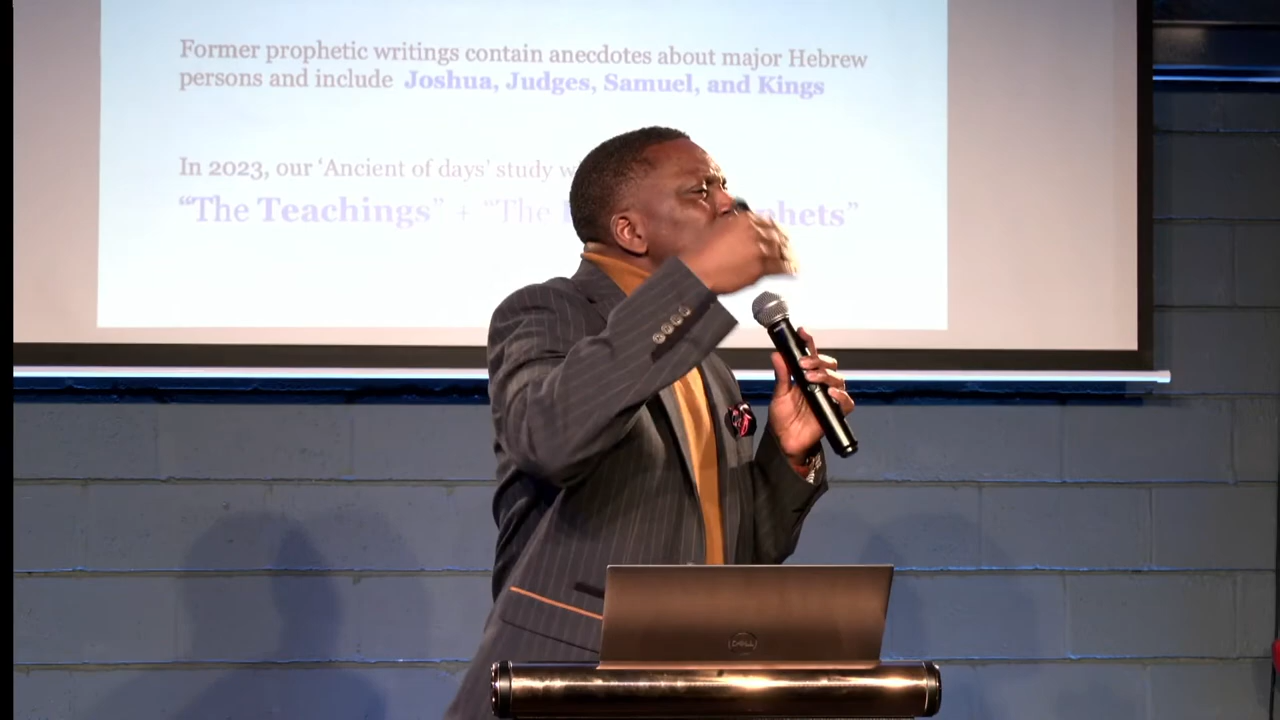 Former prophetic writings contain anecdotes about major Hebrew
persons and include Joshua, Judges, Samuel, and Kings
In 2023, our ‘Ancient of days’ study
“The Teachings” + “The
DELL